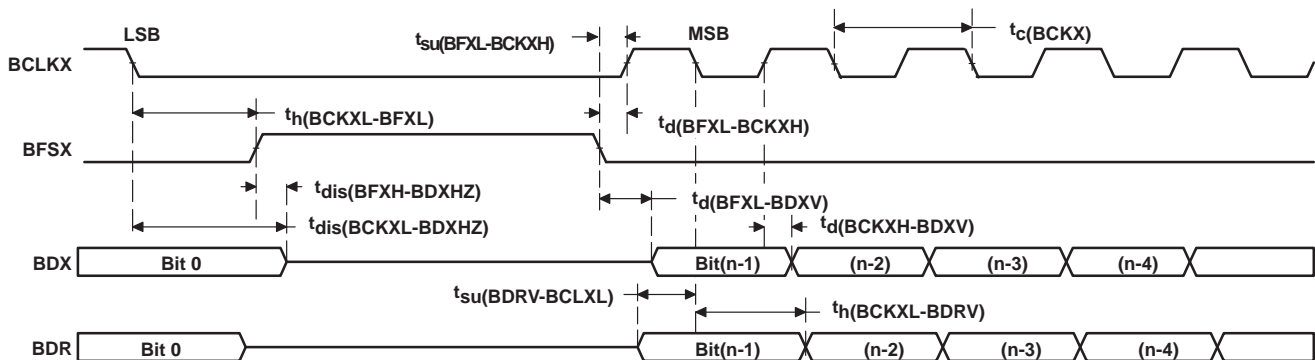 LSB
MSB
tsu(BFXL-BCKXH)
tc(BCKX)
BCLKX
th(BCKXL-BFXL)
td(BFXL-BCKXH)
BFSX
tdis(BFXH-BDXHZ)
td(BFXL-BDXV)
tdis(BCKXL-BDXHZ)
td(BCKXH-BDXV)
BDX Bit 0 Bit(n-1) (n-2) (n-3) (n-4)
tsu(BDRV-BCLXL)
th(BCKXL-BDRV)
BDR Bit 0 Bit(n-1) (n-2) (n-3) (n-4)